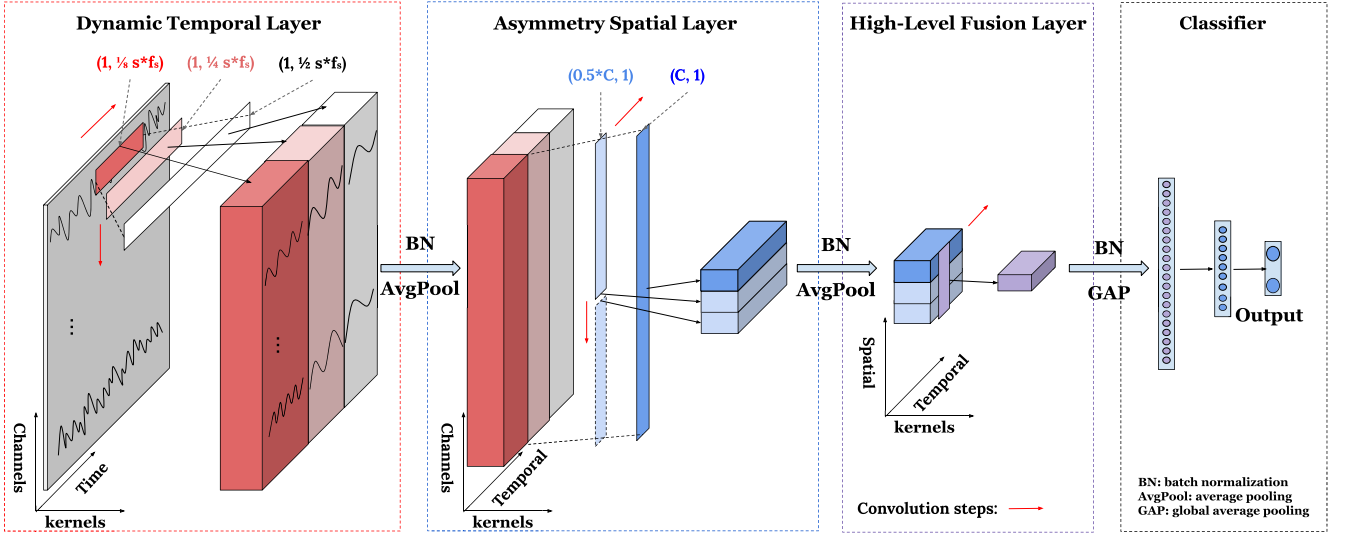 Dynamic Temporal Layer
(1, ⅛ s*fₛ)
(1, ¼ s*fₛ)
(1, ½ s*fₛ)
...
...
Channels
Time
kernels
BN
AvgPool
Asymmetry Spatial Layer
(0.5*C, 1)
(C, 1)
Channels
Temporal
kernels
BN
AvgPool
High-Level Fusion Layer
Spatial
Temporal
kernels
Convolution steps:
BN
GAP
Classifier
Output
BN: batch normalization
AvgPool: average pooling
GAP: global average pooling